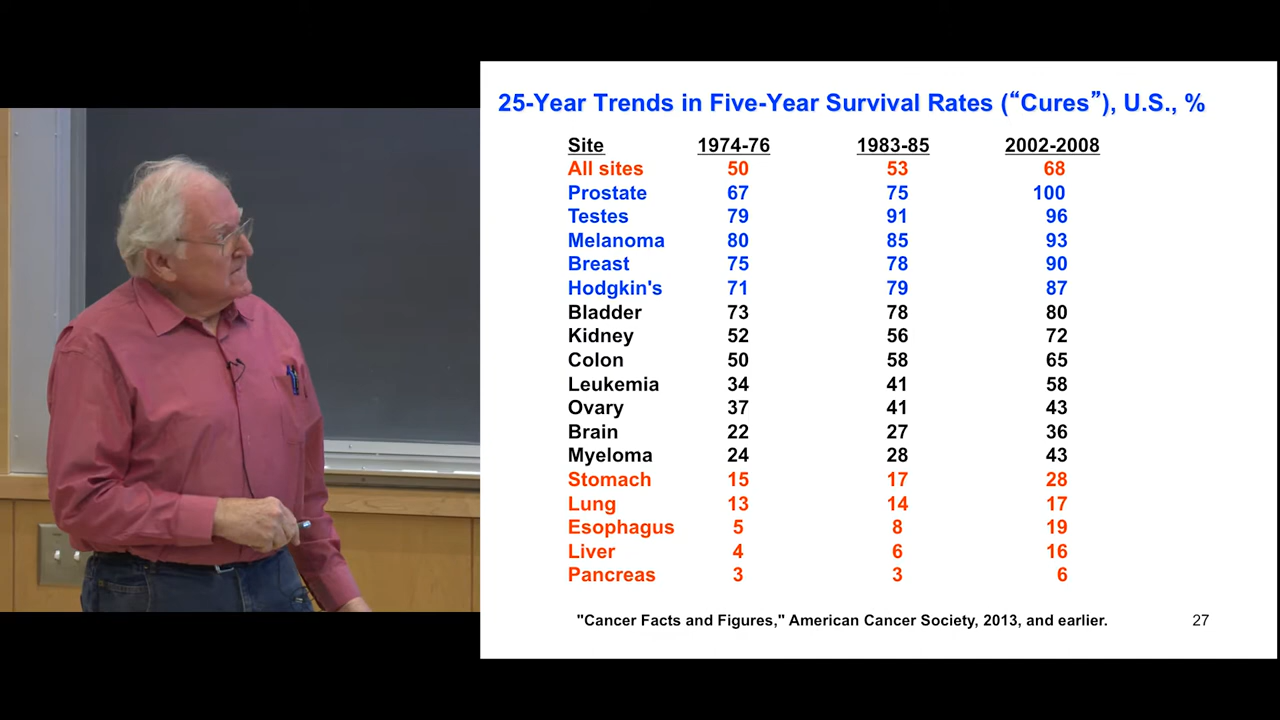 25-Year Trends in Five-Year Survival Rates (“Cures”), U.S., %
Site 1974-76 1983-85 2002-2008
All sites 50 53 68
Prostate 67 75 100
Testes 79 91 96
Melanoma 80 85 93
Breast 75 78 90
Hodgkin's 71 79 87
Bladder 73 78 80
Kidney 52 56 72
Colon 50 58 65
Leukemia 34 41 58
Ovary 37 41 43
Brain 22 27 36
Myeloma 24 28 43
Stomach 15 17 28
Lung 13 14 17
Esophagus 5 8 19
Liver 4 6 16
Pancreas 3 3 6
"Cancer Facts and Figures," American Cancer Society, 2013, and earlier. 27